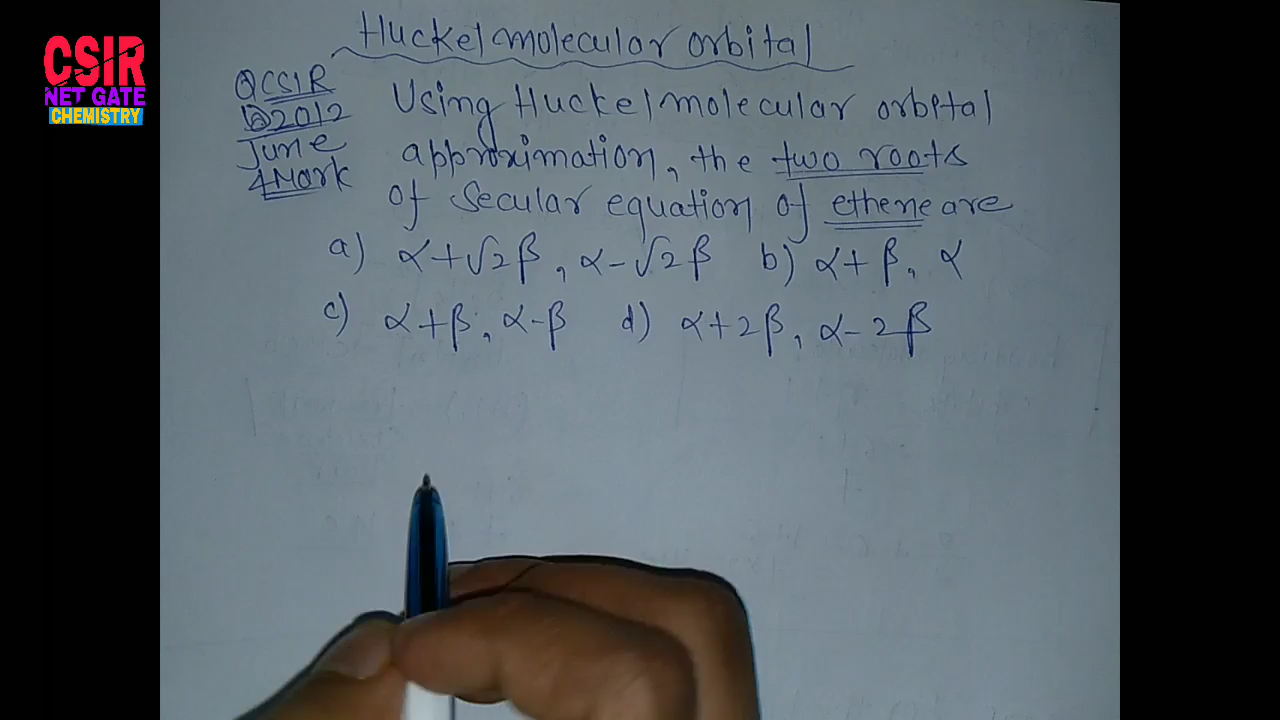 Huckel molecular orbital
CSIR
NET GATE
CHEMISTRY
Q CSIR
2012
June
4 Mark
Using Huckel molecular orbital
approximation, the two roots
of secular equation of ethene are
a) α+√2β, α-√2β b) α+β, α
c) α+β, α-β d) α+2β, α-2β